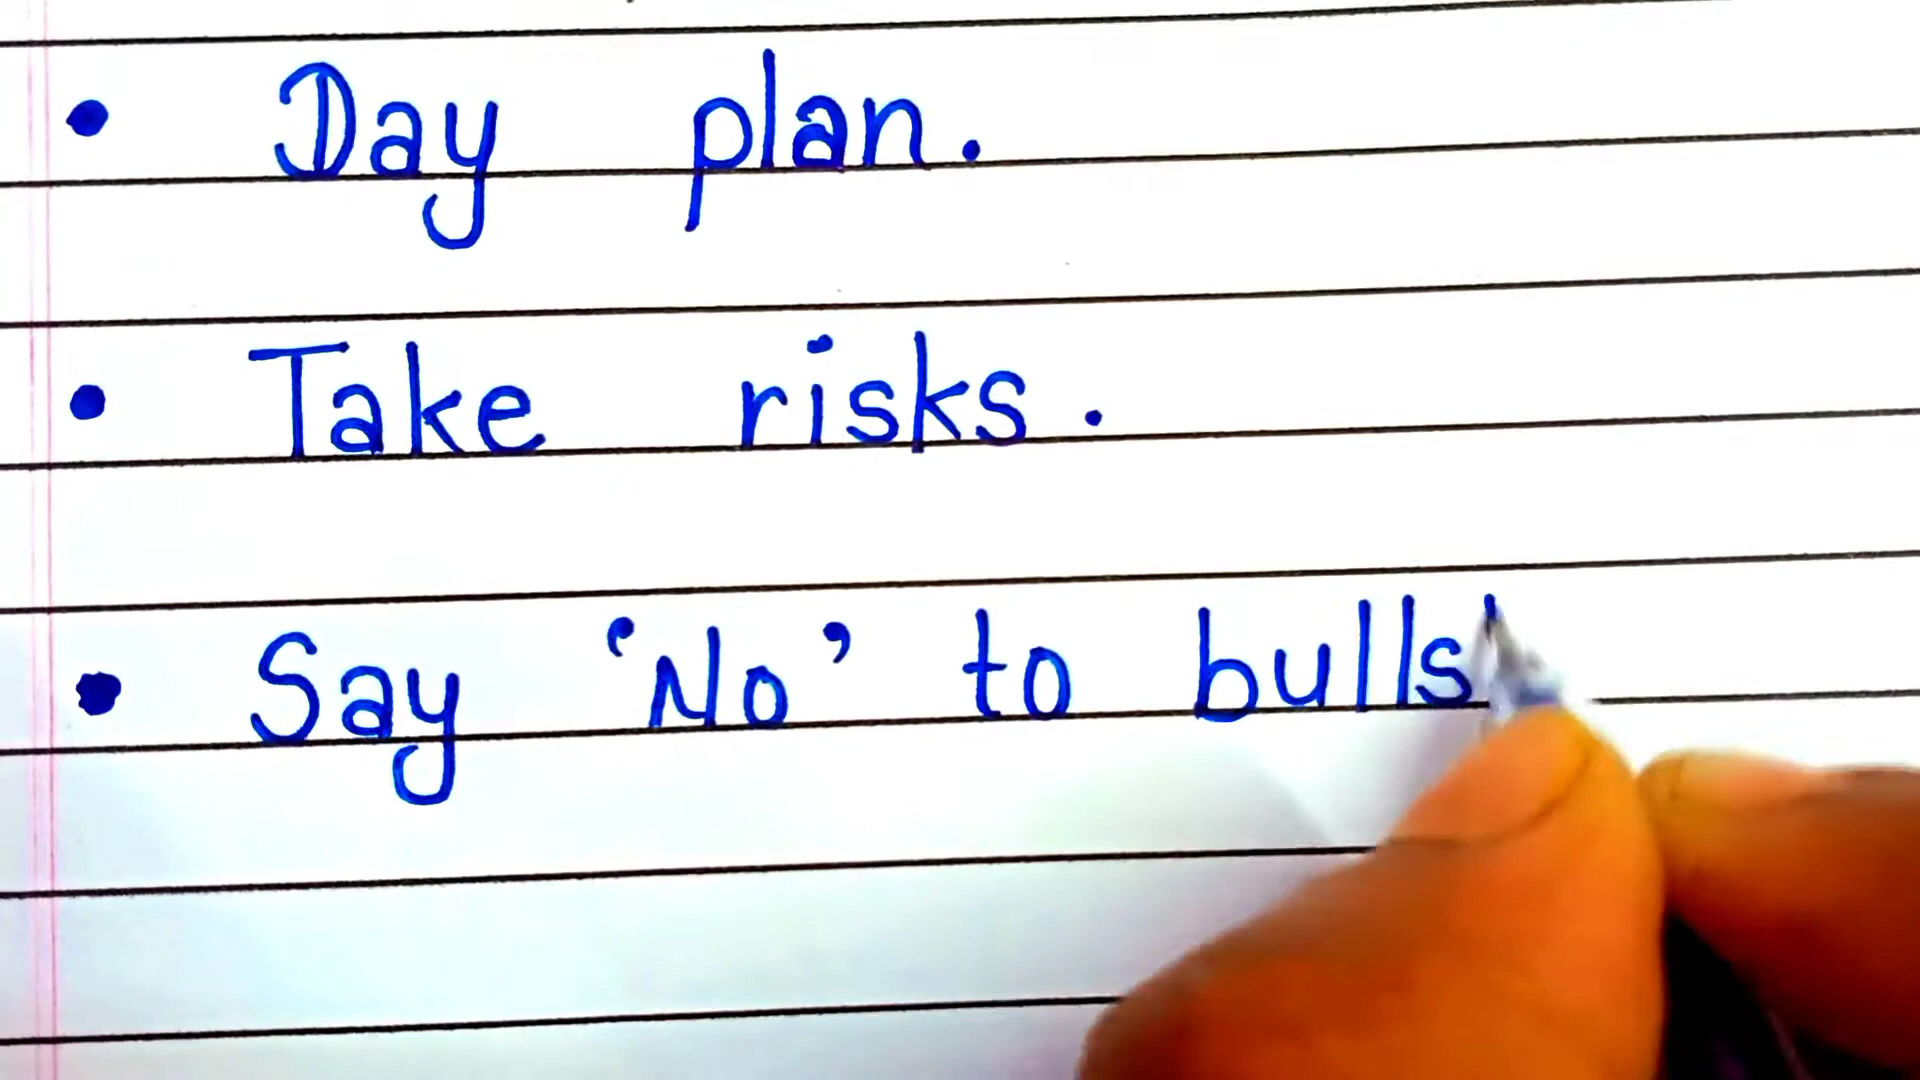 • Day plan.
• Take risks.
• Say ‘No’ to bulls